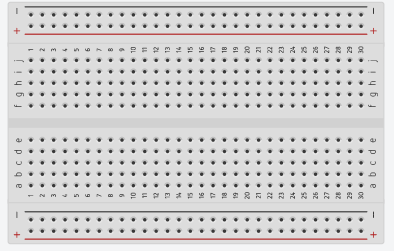 − −
+ +
1 2 3 4 5 6 7 8 9 10 11 12 13 14 15 16 17 18 19 20 21 22 23 24 25 26 27 28 29 30
j j
i i
h h
g g
f f
e e
d d
c c
b b
a a
1 2 3 4 5 6 7 8 9 10 11 12 13 14 15 16 17 18 19 20 21 22 23 24 25 26 27 28 29 30
− −
+ +